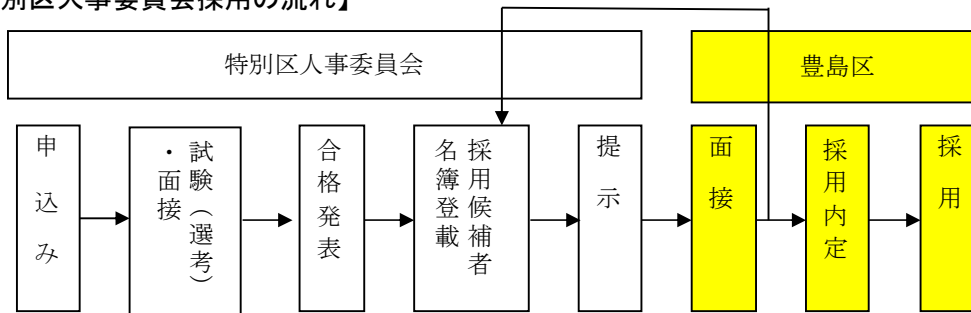 別区人事委員会採用の流れ】
特別区人事委員会
豊島区
申込み
試験（選考）
・面接
合格発表
採用候補者
名簿登載
提示
面接
採用内定
採用